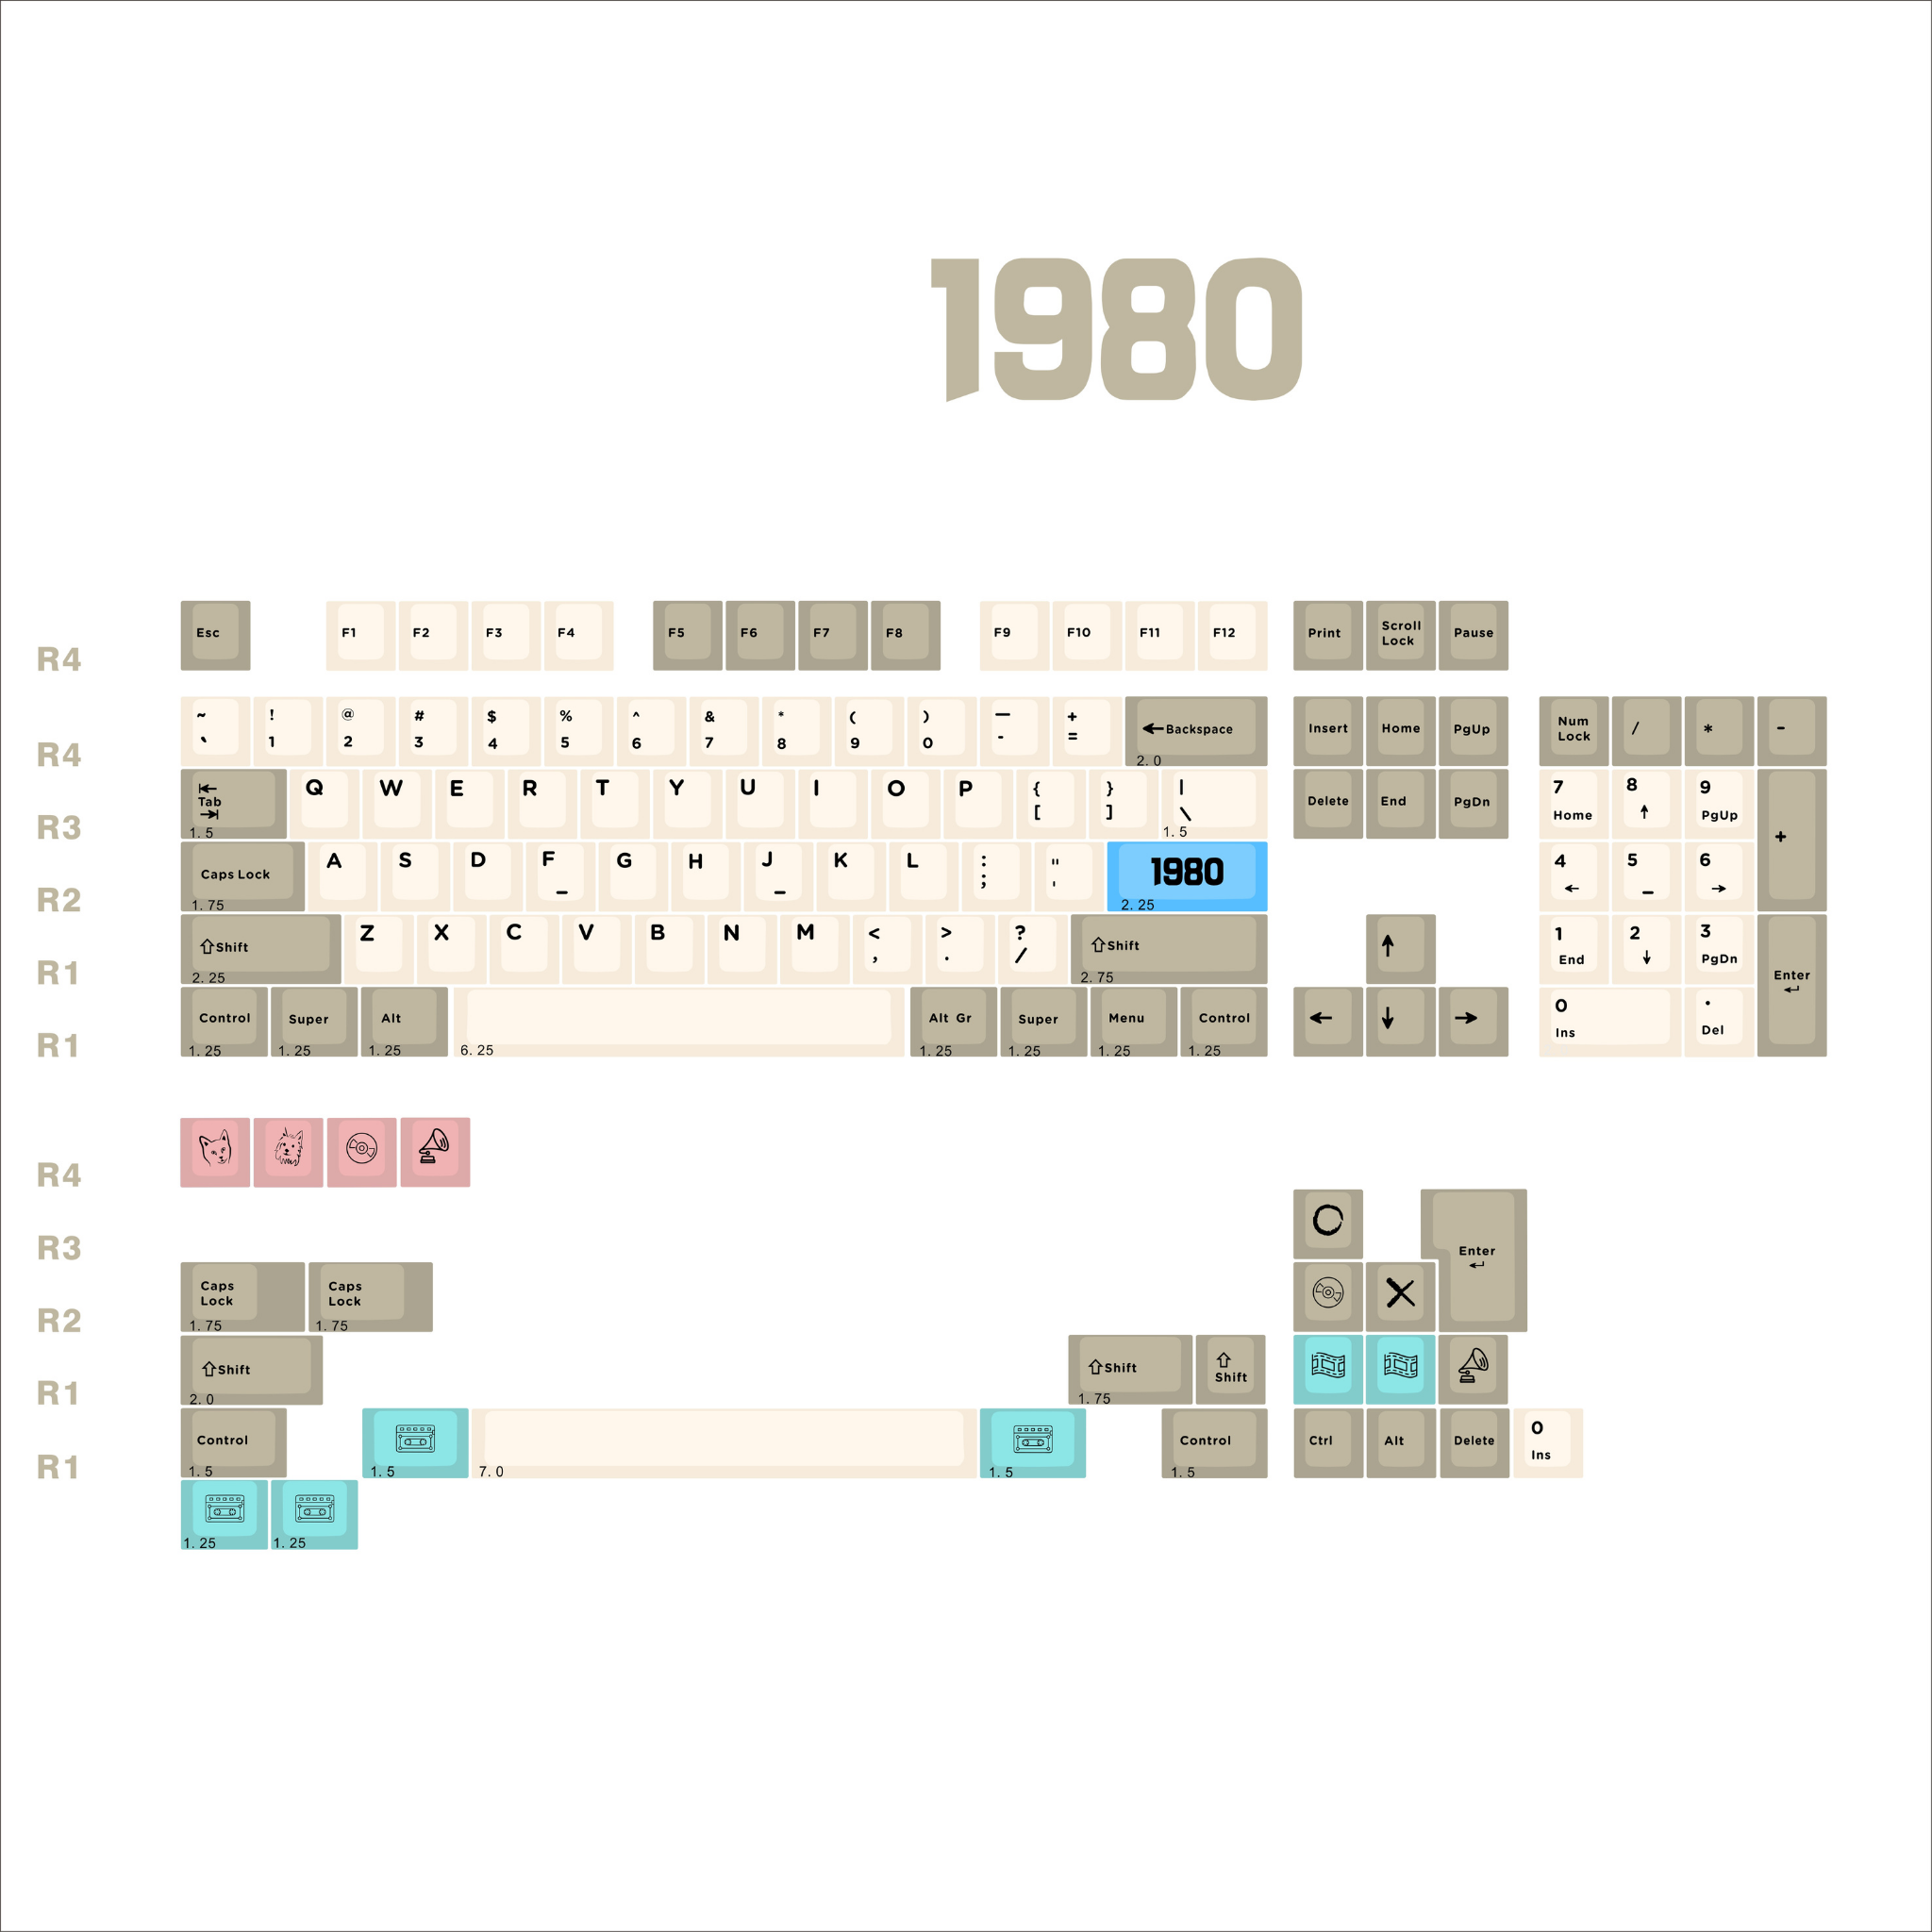 1980
R4
Esc F1 F2 F3 F4 F5 F6 F7 F8 F9 F10 F11 F12 Print Scroll Lock Pause
R4
~ ` ! 1 @ 2 # 3 $ 4 % 5 ^ 6 & 7 * 8 ( 9 ) 0 — - + = ← Backspace 2.0 Insert Home PgUp Num Lock / * -
R3
Tab 1.5 Q W E R T Y U I O P { [ } ] | \ 1.5 Delete End PgDn 7 Home 8 ↑ 9 PgUp +
R2
Caps Lock 1.75 A S D F _ G H J _ K L : ; " ' 1980 2.25 4 ← 5 _ 6 →
R1
⇧ Shift 2.25 Z X C V B N M < , > . ? / ⇧ Shift 2.75 ↑ 1 End 2 ↓ 3 PgDn Enter
R1
Control 1.25 Super 1.25 Alt 1.25 6.25 Alt Gr 1.25 Super 1.25 Menu 1.25 Control 1.25 ← ↓ → 0 Ins . Del
R4
R3
Enter
R2
Caps Lock 1.75 Caps Lock 1.75
R1
⇧ Shift 2.0 ⇧ Shift 1.75 ⇧ Shift
R1
Control 1.5 1.5 7.0 1.5 Control 1.5 Ctrl Alt Delete 0 Ins
1.25 1.25